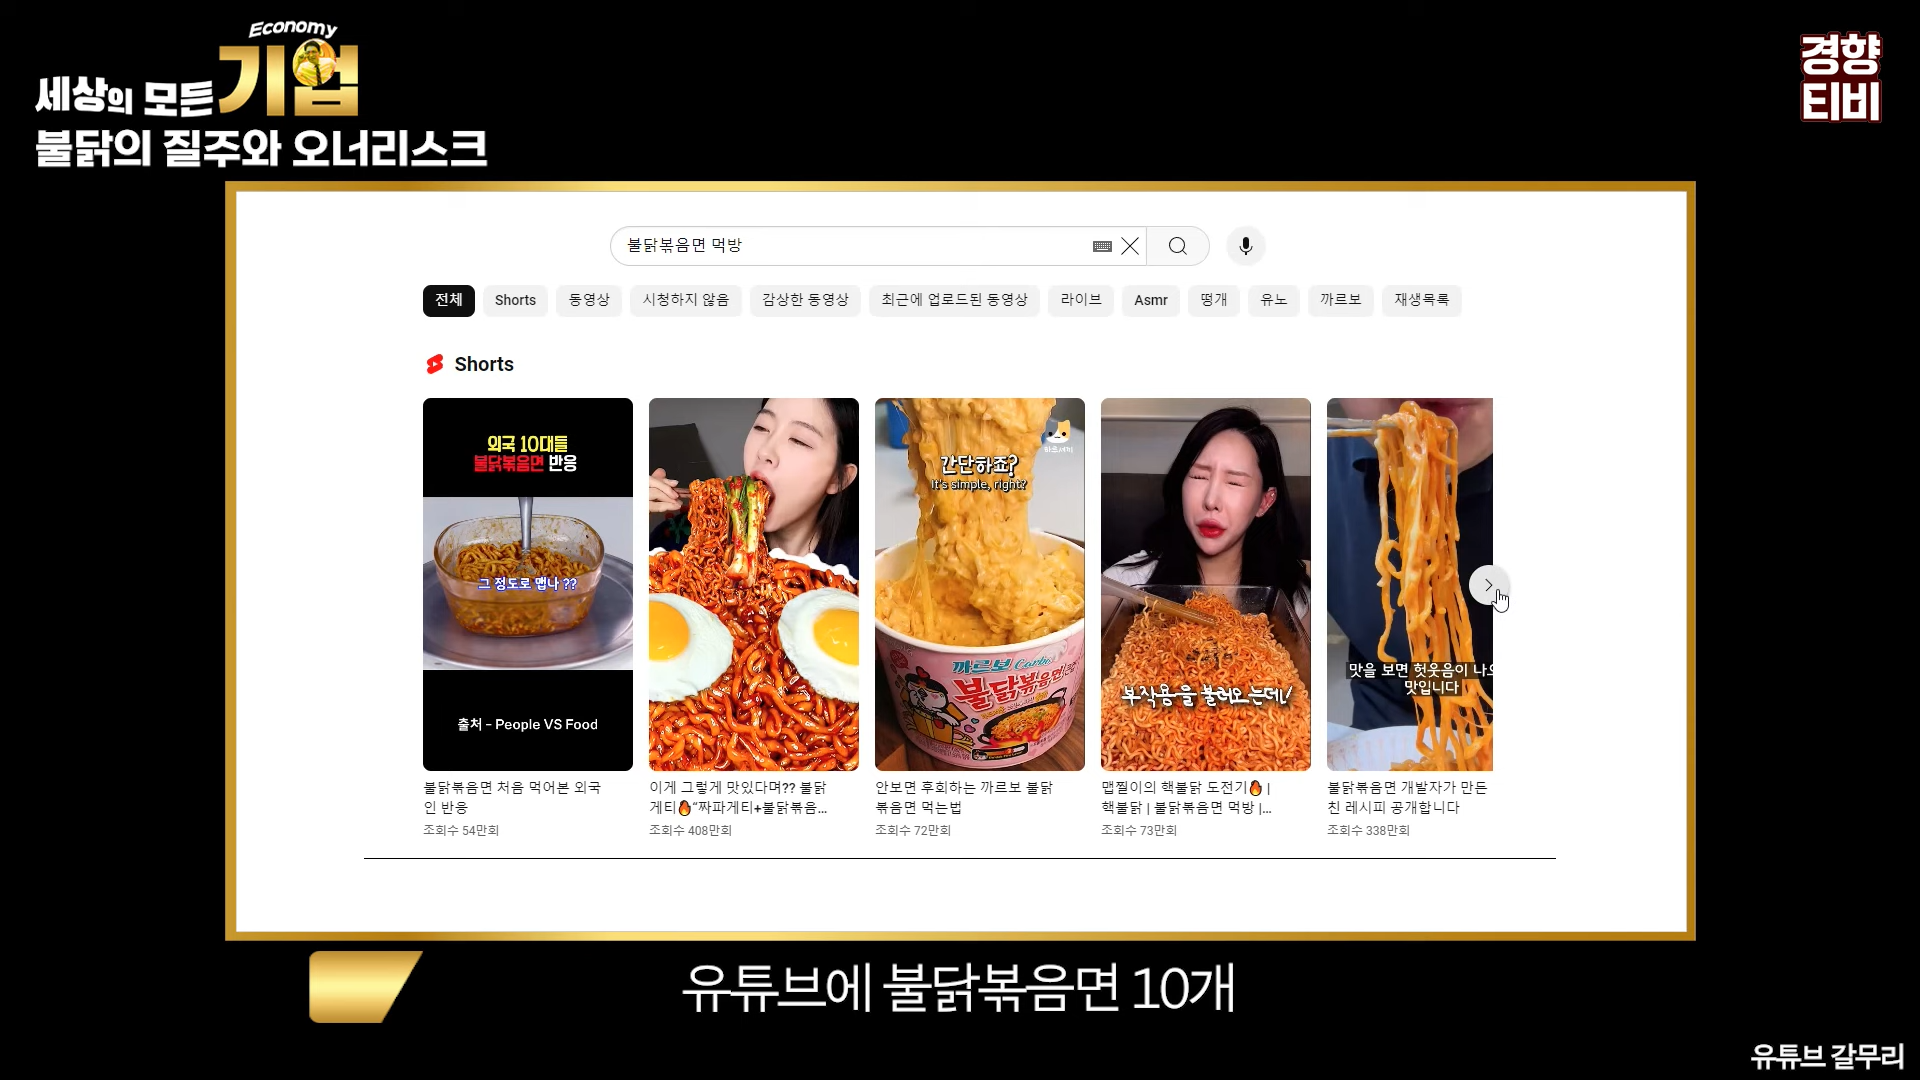 Economy
세상의 모든 기업
불닭의 질주와 오너리스크
경향
티비
불닭볶음면 먹방
전체
Shorts
동영상
시청하지 않음
감상한 동영상
최근에 업로드된 동영상
라이브
Asmr
떵개
유노
까르보
재생목록
Shorts
외국 10대들
불닭볶음면 반응
그 정도로 맵나 ??
출처 - People VS Food
불닭볶음면 처음 먹어본 외국
인 반응
조회수 54만회
이게 그렇게 맛있다며?? 불닭
게티🔥"짜파게티+불닭볶음...
조회수 408만회
간단하죠?
It's simple, right?
까르보 Carbo
불닭볶음면
안보면 후회하는 까르보 불닭
볶음면 먹는법
조회수 72만회
부작용을 불러오는데!
맵찔이의 핵불닭 도전기🔥 |
핵불닭 | 불닭볶음면 먹방 |...
조회수 73만회
맛을 보면 헛웃음이 나오
맛입니다
불닭볶음면 개발자가 만든
친 레시피 공개합니다
조회수 338만회
유튜브에 불닭볶음면 10개
유튜브 갈무리